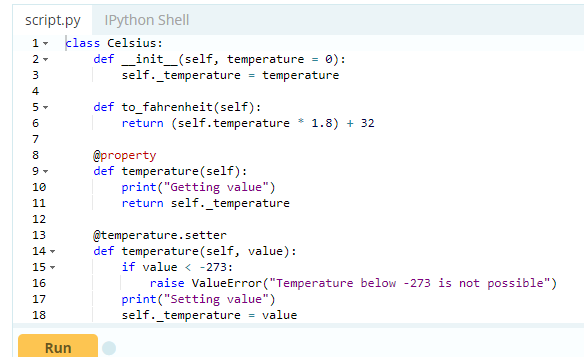 script.py IPython Shell
1 class Celsius:
2 def __init__(self, temperature = 0):
3 self._temperature = temperature
4
5 def to_fahrenheit(self):
6 return (self.temperature * 1.8) + 32
7
8 @property
9 def temperature(self):
10 print("Getting value")
11 return self._temperature
12
13 @temperature.setter
14 def temperature(self, value):
15 if value < -273:
16 raise ValueError("Temperature below -273 is not possible")
17 print("Setting value")
18 self._temperature = value
Run